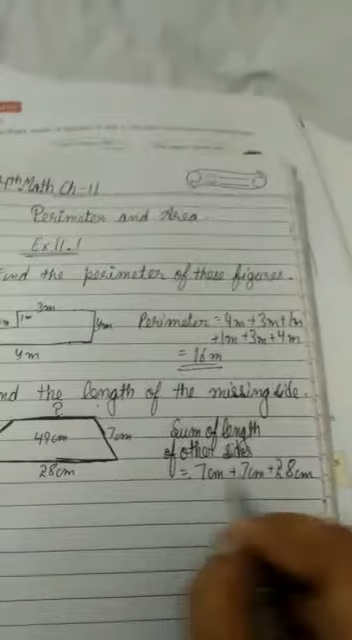 Math Ch-11
Perimeter and Area
Ex 11.1
Find the perimeter of these figures.
3m
1m
4m
4m
Perimeter = 4m+3m+1m
+1m+3m+4m
= 16m
nd the length of the missing side.
?
49cm
7cm
28cm
Sum of length
of other sides
= 7cm+7cm+28cm